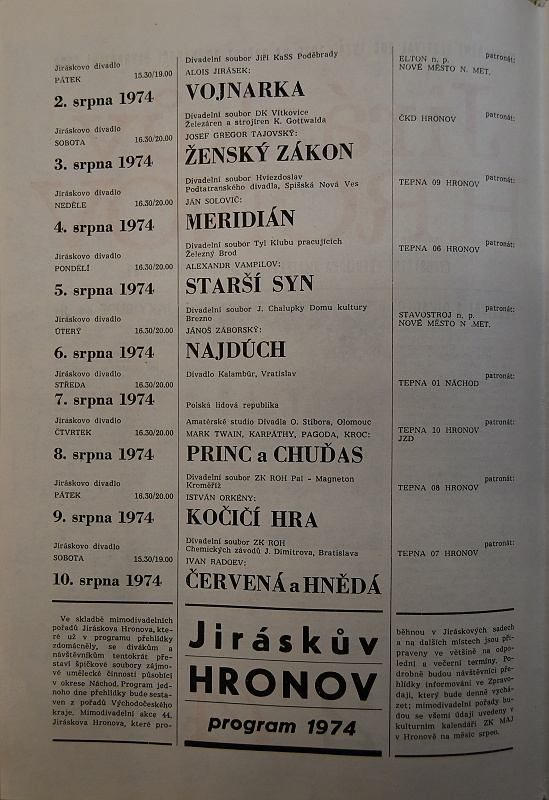 Jiráskovo divadlo
PÁTEK 15.30/19.00
2. srpna 1974
Divadelní soubor Jiří KaSS Poděbrady
ALOIS JIRÁSEK:
VOJNARKA
patronát:
ELTON n. p.
NOVÉ MĚSTO N. MET.
Jiráskovo divadlo
SOBOTA 16.30/20.00
3. srpna 1974
Divadelní soubor DK Vítkovice
Železáren a strojíren K. Gottwalda
JOSEF GREGOR TAJOVSKÝ:
ŽENSKÝ ZÁKON
patronát:
ČKD HRONOV
Jiráskovo divadlo
NEDĚLE 16.30/20.00
4. srpna 1974
Divadelní soubor Hviezdoslav
Podtatranského divadla, Spišská Nová Ves
JÁN SOLOVIČ:
MERIDIÁN
patronát:
TEPNA 09 HRONOV
Jiráskovo divadlo
PONDĚLÍ 16.30/20.00
5. srpna 1974
Divadelní soubor Tyl Klubu pracujících
Železný Brod
ALEXANDR VAMPILOV:
STARŠÍ SYN
patronát:
TEPNA 06 HRONOV
Jiráskovo divadlo
ÚTERÝ 16.30/20.00
6. srpna 1974
Divadelní soubor J. Chalupky Domu kultury
Brezno
JÁNOŠ ZÁBORSKÝ:
NAJDÚCH
patronát:
STAVOSTROJ n. p.
NOVÉ MĚSTO N .MET.
Jiráskovo divadlo
STŘEDA 16.30/20.00
7. srpna 1974
Divadlo Kalambúr, Vratislav
Polská lidová republika
patronát:
TEPNA 01 NÁCHOD
Jiráskovo divadlo
ČTVRTEK 16.30/20.00
8. srpna 1974
Amatérské studio Divadla O. Stibora, Olomouc
MARK TWAIN, KARPÁTHY, PAGODA, KROC:
PRINC a CHUĎAS
patronát:
TEPNA 10 HRONOV
JZD
Jiráskovo divadlo
PÁTEK 16.30/20.00
9. srpna 1974
Divadelní soubor ZK ROH Pal - Magneton
Kroměříž
ISTVÁN ORKÉNY:
KOČIČÍ HRA
patronát:
TEPNA 08 HRONOV
Jiráskovo divadlo
SOBOTA 15.30/19.00
10. srpna 1974
Divadelní soubor ZK ROH
Chemických závodů J. Dimitrova, Bratislava
IVAN RADOEV:
ČERVENÁ a HNĚDÁ
patronát:
TEPNA 07 HRONOV
Ve skladbě mimodivadelních
pořadů Jiráskova Hronova, kte-
ré už v programu přehlídky
zdomácněly, se divákům a
návštěvníkům tentokrát pře-
staví špičkové soubory zájmo-
vé umělecké činnosti působící
v okrese Náchod. Program jed-
noho dne přehlídky bude sesta-
ven z pořadů Východočeského
kraje. Mimodivadelní akce 44.
Jiráskova Hronova, které pro-
Jiráskův
HRONOV
program 1974
běhnou v Jiráskových sadech
a na dalších místech jsou při-
praveny ve většině na odpo-
lední a večerní termíny. Po-
drobně budou návštěvníci pře-
hlídky informováni ve Zpravo-
daji, který bude denně vychá-
zet; mimodivadelní pořady bu-
dou se všemi údaji uvedeny v
kulturním kalendáři ZK MAJ
v Hronově na měsíc srpen.